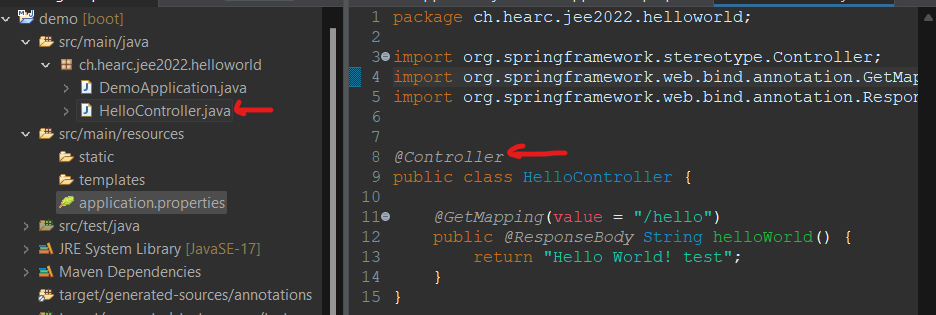 demo [boot]
src/main/java
ch.hearc.jee2022.helloworld
DemoApplication.java
HelloController.java
src/main/resources
static
templates
application.properties
src/test/java
JRE System Library [JavaSE-17]
Maven Dependencies
target/generated-sources/annotations
1 package ch.hearc.jee2022.helloworld;
2
3 import org.springframework.stereotype.Controller;
4 import org.springframework.web.bind.annotation.GetMap
5 import org.springframework.web.bind.annotation.Respon
6
7
8 @Controller
9 public class HelloController {
10
11 @GetMapping(value = "/hello")
12 public @ResponseBody String helloWorld() {
13 return "Hello World! test";
14 }
15 }